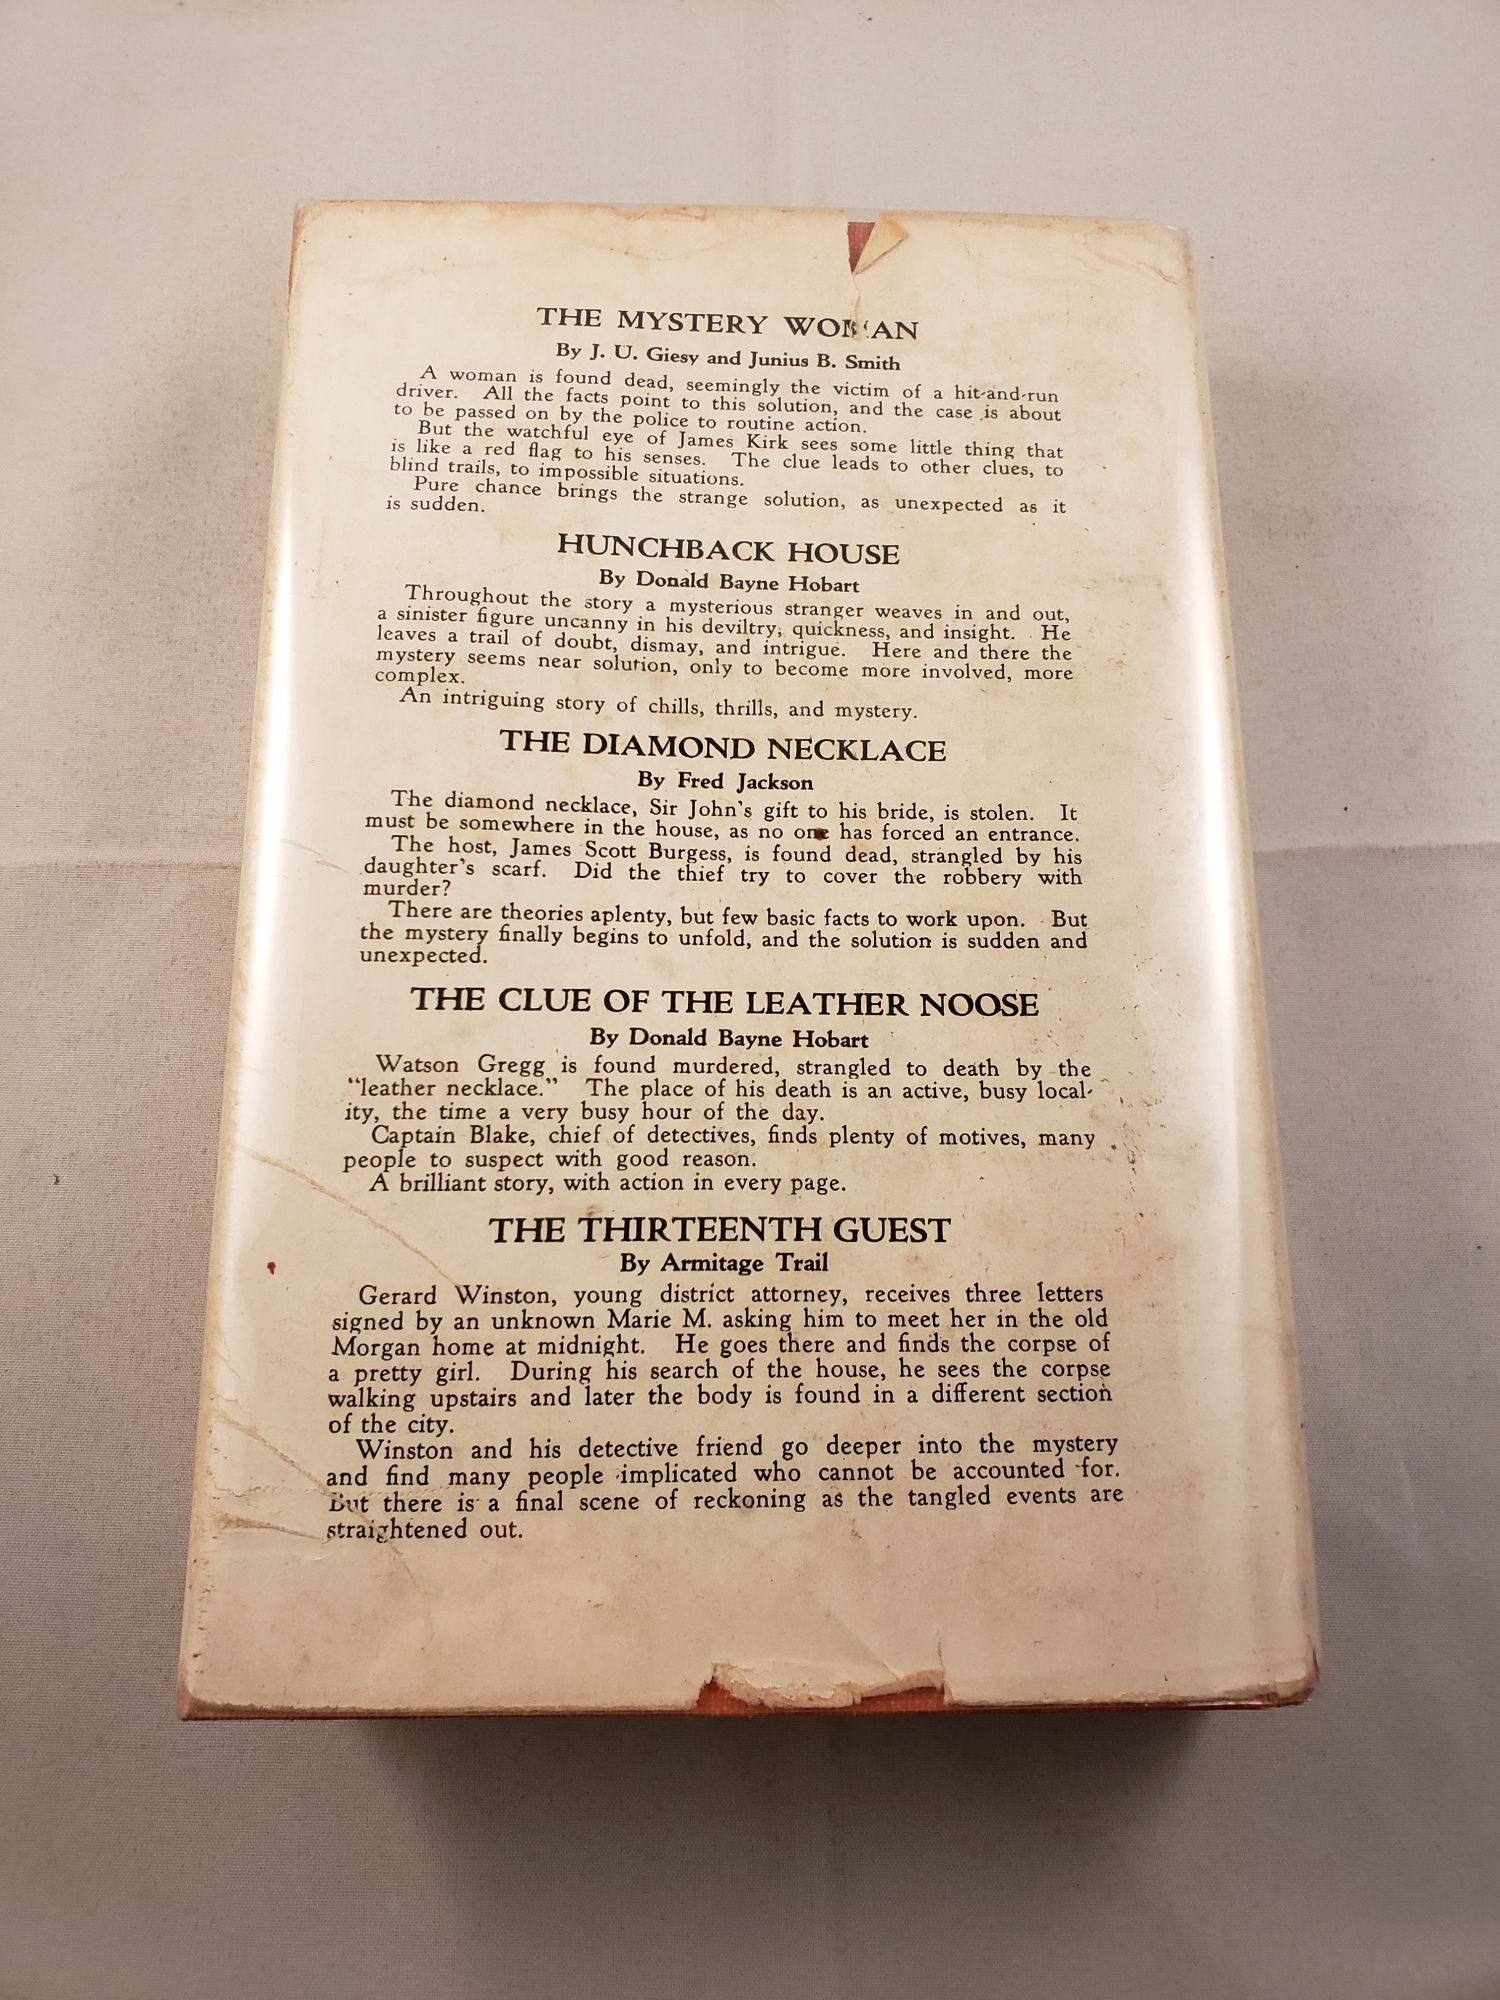 THE MYSTERY WOMAN
By J. U. Giesy and Junius B. Smith
A woman is found dead, seemingly the victim of a hit-and-run
driver. All the facts point to this solution, and the case is about
to be passed on by the police to routine action.
But the watchful eye of James Kirk sees some little thing that
is like a red flag to his senses. The clue leads to other clues, to
blind trails, to impossible situations.
Pure chance brings the strange solution, as unexpected as it
is sudden.
HUNCHBACK HOUSE
By Donald Bayne Hobart
Throughout the story a mysterious stranger weaves in and out,
a sinister figure uncanny in his deviltry, quickness, and insight. He
leaves a trail of doubt, dismay, and intrigue. Here and there the
mystery seems near solution, only to become more involved, more
complex.
An intriguing story of chills, thrills, and mystery.
THE DIAMOND NECKLACE
By Fred Jackson
The diamond necklace, Sir John's gift to his bride, is stolen. It
must be somewhere in the house, as no one has forced an entrance.
The host, James Scott Burgess, is found dead, strangled by his
daughter's scarf. Did the thief try to cover the robbery with
murder?
There are theories aplenty, but few basic facts to work upon. But
the mystery finally begins to unfold, and the solution is sudden and
unexpected.
THE CLUE OF THE LEATHER NOOSE
By Donald Bayne Hobart
Watson Gregg is found murdered, strangled to death by the
"leather necklace." The place of his death is an active, busy local-
ity, the time a very busy hour of the day.
Captain Blake, chief of detectives, finds plenty of motives, many
people to suspect with good reason.
A brilliant story, with action in every page.
THE THIRTEENTH GUEST
By Armitage Trail
Gerard Winston, young district attorney, receives three letters
signed by an unknown Marie M. asking him to meet her in the old
Morgan home at midnight. He goes there and finds the corpse of
a pretty girl. During his search of the house, he sees the corpse
walking upstairs and later the body is found in a different section
of the city.
Winston and his detective friend go deeper into the mystery
and find many people implicated who cannot be accounted for.
But there is a final scene of reckoning as the tangled events are
straightened out.